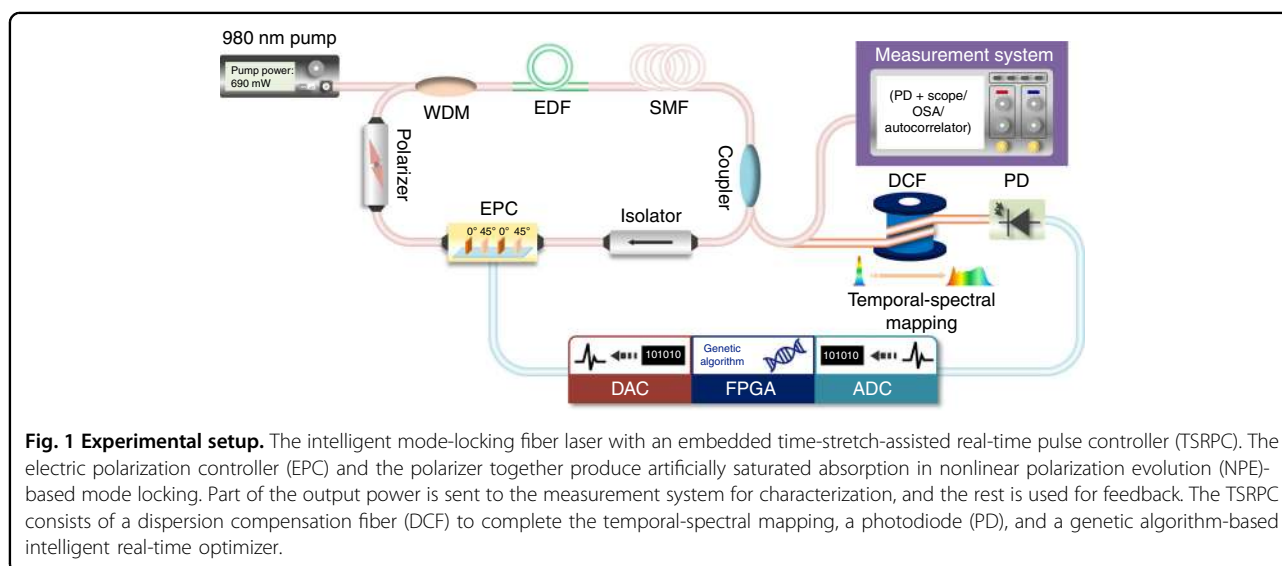 980 nm pump
Pump power:
690 mW
WDM
EDF
SMF
Measurement system
(PD + scope/
OSA/
autocorrelator)
Polarizer
Coupler
DCF
PD
EPC
0° 45° 0° 45°
Isolator
Temporal-spectral
mapping
101010
Genetic
algorithm
101010
DAC
FPGA
ADC
Fig. 1 Experimental setup. The intelligent mode-locking fiber laser with an embedded time-stretch-assisted real-time pulse controller (TSRPC). The
electric polarization controller (EPC) and the polarizer together produce artificially saturated absorption in nonlinear polarization evolution (NPE)-
based mode locking. Part of the output power is sent to the measurement system for characterization, and the rest is used for feedback. The TSRPC
consists of a dispersion compensation fiber (DCF) to complete the temporal-spectral mapping, a photodiode (PD), and a genetic algorithm-based
intelligent real-time optimizer.